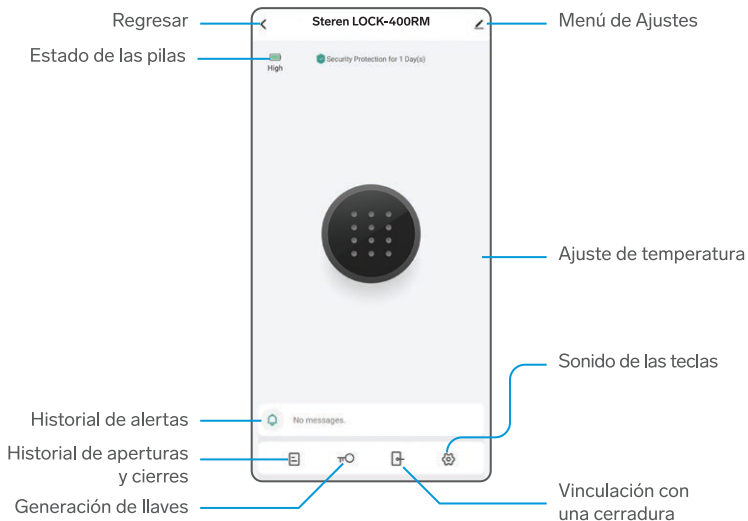 Regresar
Steren LOCK-400RM
Menú de Ajustes
Estado de las pilas
High
Security Protection for 1 Day(s)
Ajuste de temperatura
Sonido de las teclas
Historial de alertas
No messages.
Historial de aperturas
y cierres
Generación de llaves
Vinculación con
una cerradura